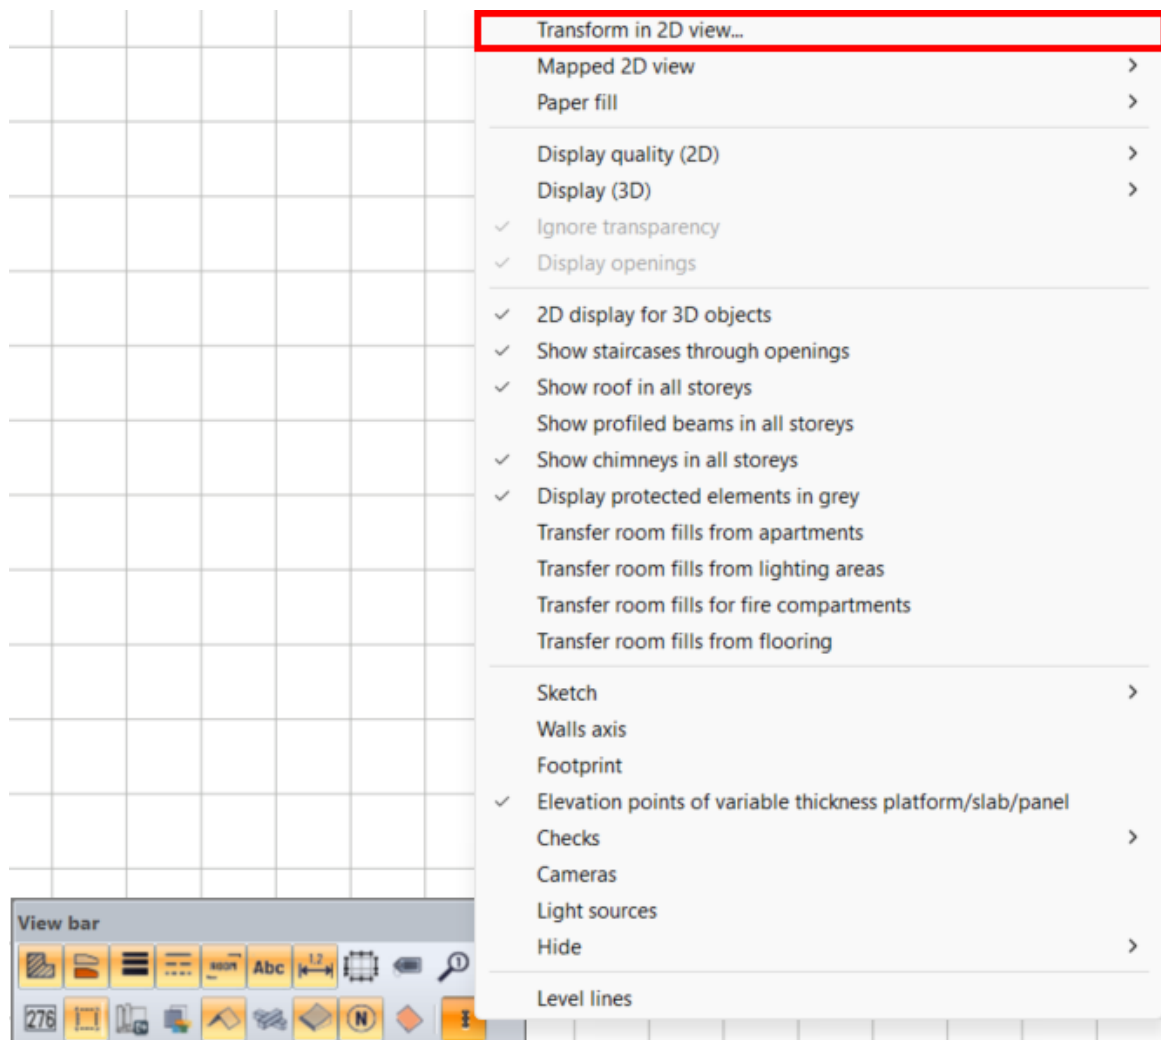 Transform in 2D view...
Mapped 2D view
Paper fill
Display quality (2D)
Display (3D)
Ignore transparency
Display openings
2D display for 3D objects
Show staircases through openings
Show roof in all storeys
Show profiled beams in all storeys
Show chimneys in all storeys
Display protected elements in grey
Transfer room fills from apartments
Transfer room fills from lighting areas
Transfer room fills for fire compartments
Transfer room fills from flooring
Sketch
Walls axis
Footprint
Elevation points of variable thickness platform/slab/panel
Checks
Cameras
Light sources
Hide
Level lines
View bar
ROOM Abc 1,2 1
276 N